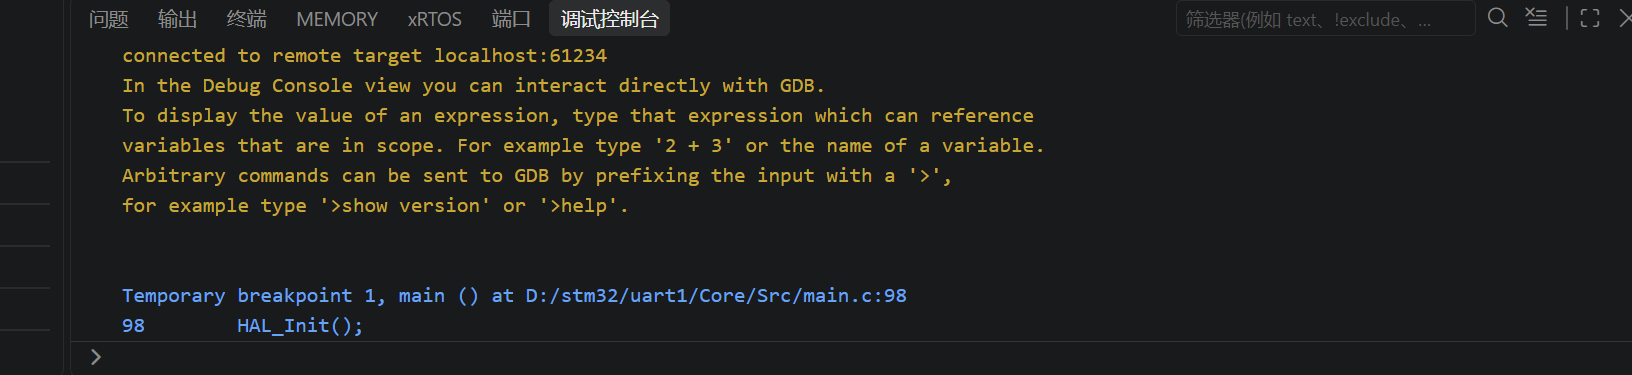 问题 输出 终端 MEMORY xRTOS 端口 调试控制台 筛选器(例如 text、!exclude、...
connected to remote target localhost:61234
In the Debug Console view you can interact directly with GDB.
To display the value of an expression, type that expression which can reference
variables that are in scope. For example type '2 + 3' or the name of a variable.
Arbitrary commands can be sent to GDB by prefixing the input with a '>',
for example type '>show version' or '>help'.
Temporary breakpoint 1, main () at D:/stm32/uart1/Core/Src/main.c:98
98        HAL_Init();